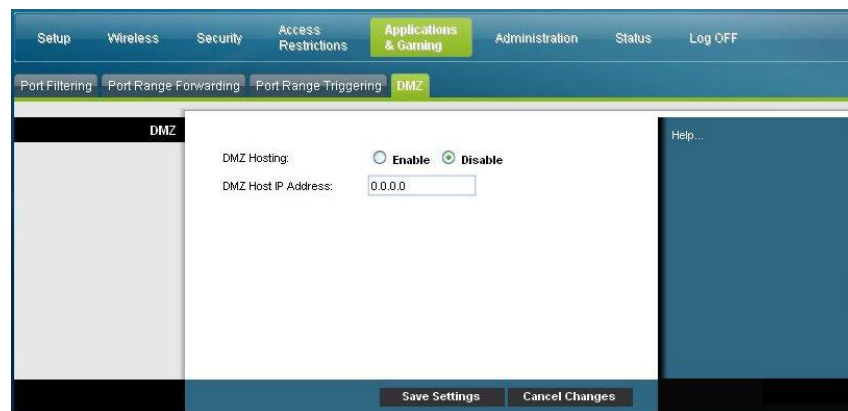 Setup Wireless Security Access Restrictions Applications & Gaming Administration Status Log OFF
Port Filtering Port Range Forwarding Port Range Triggering DMZ
DMZ
Help...
DMZ Hosting: Enable Disable
DMZ Host IP Address: 0.0.0.0
Save Settings Cancel Changes